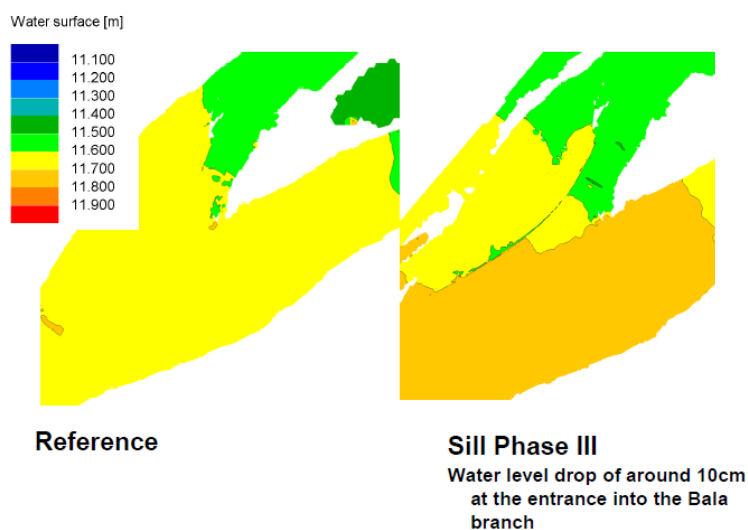 Water surface [m]
11.100
11.200
11.300
11.400
11.500
11.600
11.700
11.800
11.900
Reference
Sill Phase III
Water level drop of around 10cm
at the entrance into the Bala
branch